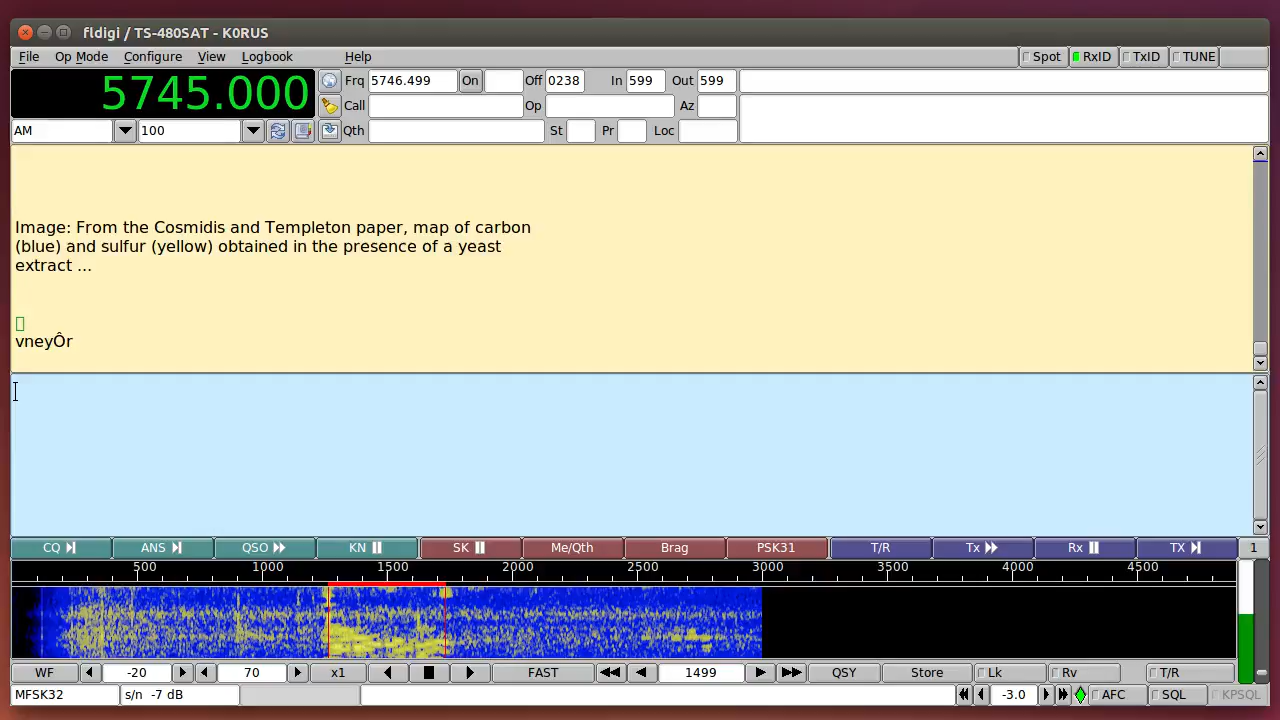 fldigi / TS-480SAT - K0RUS
File Op Mode Configure View Logbook Help Spot RxID TxID TUNE
5745.000 Frq 5746.499 On Off 0238 In 599 Out 599
Call Op Az
AM 100 Qth St Pr Loc
Image: From the Cosmidis and Templeton paper, map of carbon
(blue) and sulfur (yellow) obtained in the presence of a yeast
extract ...
vneyÔr
CQ ANS QSO KN SK Me/Qth Brag PSK31 T/R Tx Rx TX 1
500 1000 1500 2000 2500 3000 3500 4000 4500
WF -20 70 x1 FAST 1499 QSY Store Lk Rv T/R
MFSK32 s/n -7 dB -3.0 AFC SQL KPSQL